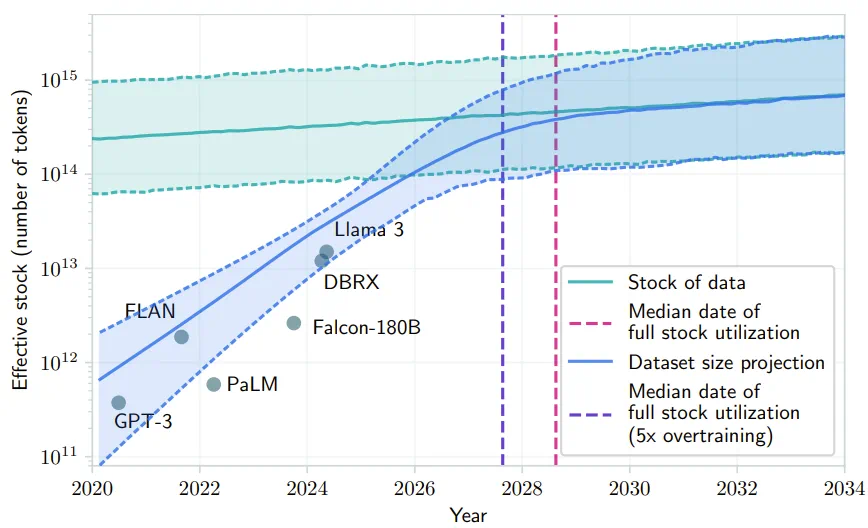 Effective stock (number of tokens)
10^15
10^14
10^13
10^12
10^11
Llama 3
DBRX
FLAN
Falcon-180B
PaLM
GPT-3
Stock of data
Median date of
full stock utilization
Dataset size projection
Median date of
full stock utilization
(5x overtraining)
2020 2022 2024 2026 2028 2030 2032 2034
Year